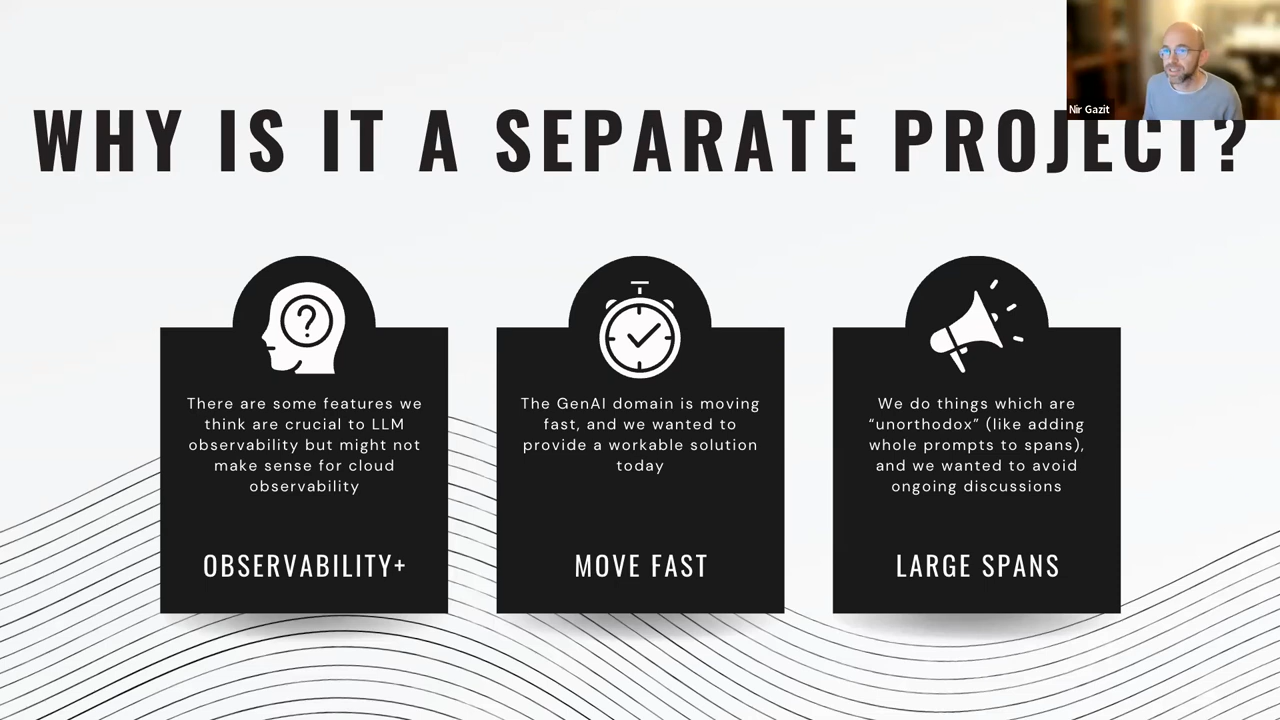 Nir Gazit
WHY IS IT A SEPARATE PROJECT?
There are some features we
think are crucial to LLM
observability but might not
make sense for cloud
observability
OBSERVABILITY+
The GenAI domain is moving
fast, and we wanted to
provide a workable solution
today
MOVE FAST
We do things which are
“unorthodox” (like adding
whole prompts to spans),
and we wanted to avoid
ongoing discussions
LARGE SPANS